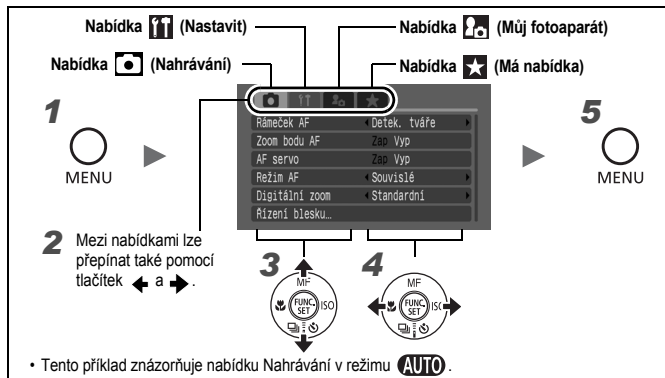 Nabídka (Nastavit)
Nabídka (Můj fotoaparát)
Nabídka (Nahrávání)
Nabídka (Má nabídka)
1
MENU
Rámeček AF Detek. tváře
Zoom bodu AF Zap Vyp
AF servo Zap Vyp
Režim AF Souvislé
Digitální zoom Standardní
Řízení blesku...
5
MENU
2 Mezi nabídkami lze
přepínat také pomocí
tlačítek a .
3
MF
FUNC.
SET
ISO
4
MF
FUNC.
SET
ISO
• Tento příklad znázorňuje nabídku Nahrávání v režimu AUTO.